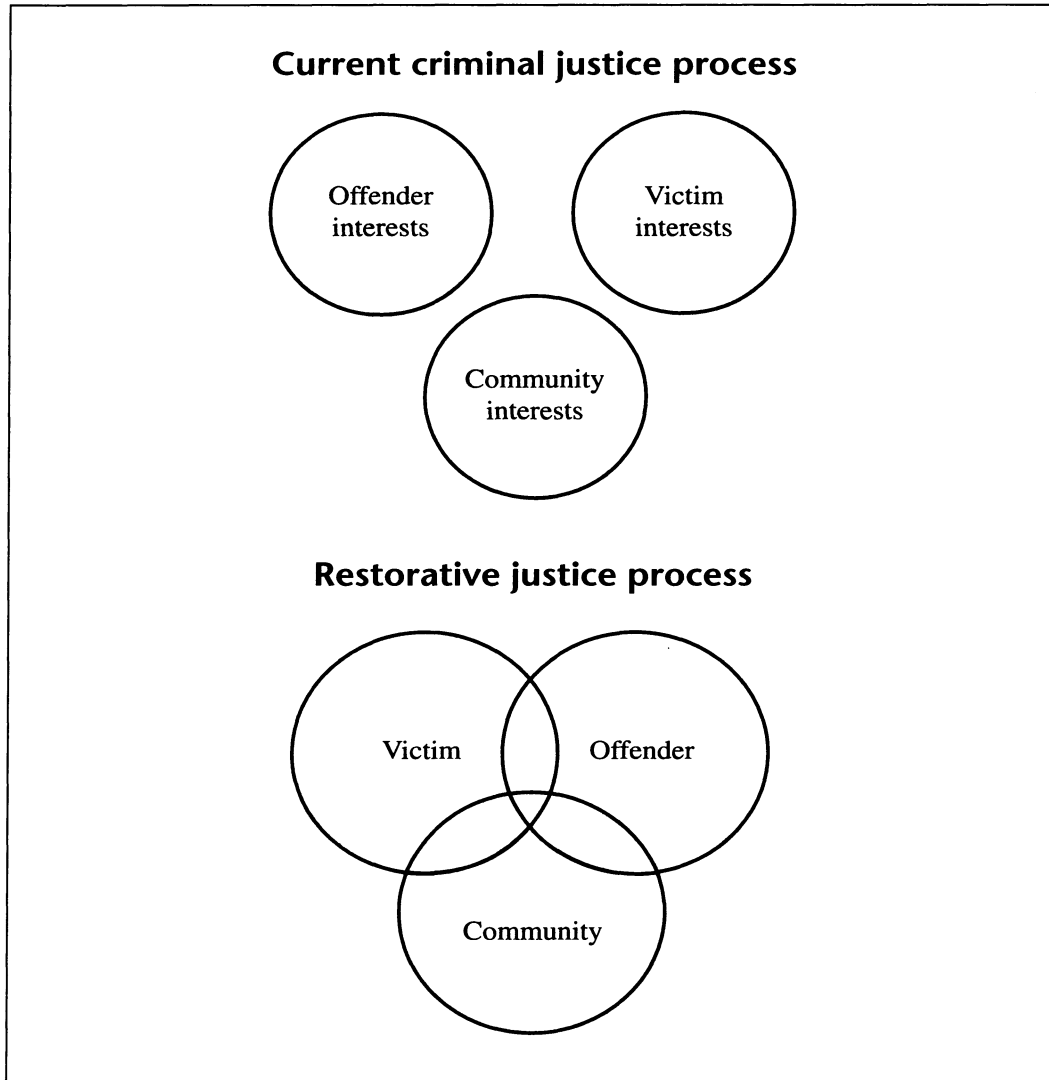 Current criminal justice process
Offender
interests
Victim
interests
Community
interests
Restorative justice process
Victim
Offender
Community